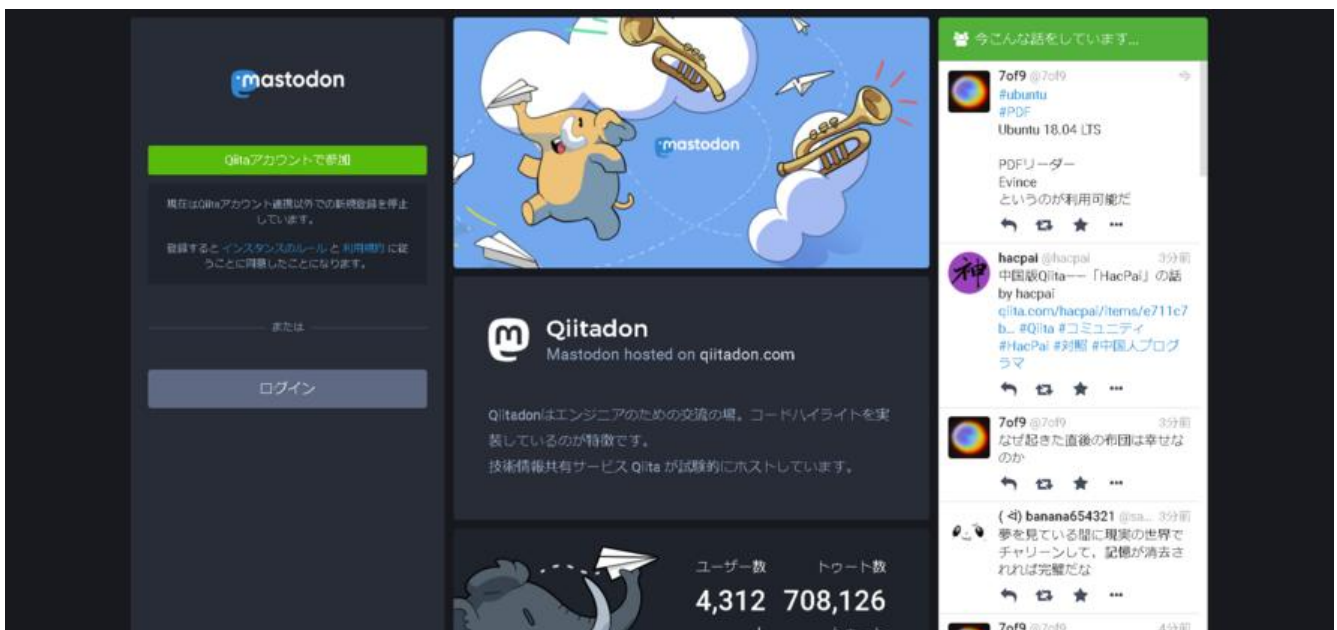 mastodon
Qiitaアカウントで参加
現在はQiitaアカウント連携以外での新規登録を停止
しています。
登録すると インスタンスのルール と 利用規約 に従
うことに同意したことになります。
または
ログイン
mastodon
Qiitadon
Mastodon hosted on qiitadon.com
Qiitadonはエンジニアのための交流の場。コードハイライトを実
装しているのが特徴です。
技術情報共有サービス Qiita が試験的にホストしています。
ユーザー数 トゥート数
4,312 708,126
今こんな話をしています...
7of9 @7of9 今
#ubuntu
#PDF
Ubuntu 18.04 LTS
PDFリーダー
Evince
というのが利用可能だ
hacpai @hacpai 3分前
中国版Qiita——「HacPai」の話
by hacpai
qiita.com/hacpai/items/e711c7
b... #Qiita #コミュニティ
#HacPai #対照 #中国人プログ
ラマ
7of9 @7of9 3分前
なぜ起きた直後の布団は幸せな
のか
banana654321 @sa... 3分前
夢を見ている間に現実の世界で
チャリーンして、記憶が消去さ
れれば完璧だな
7of9 @7of9 4分前